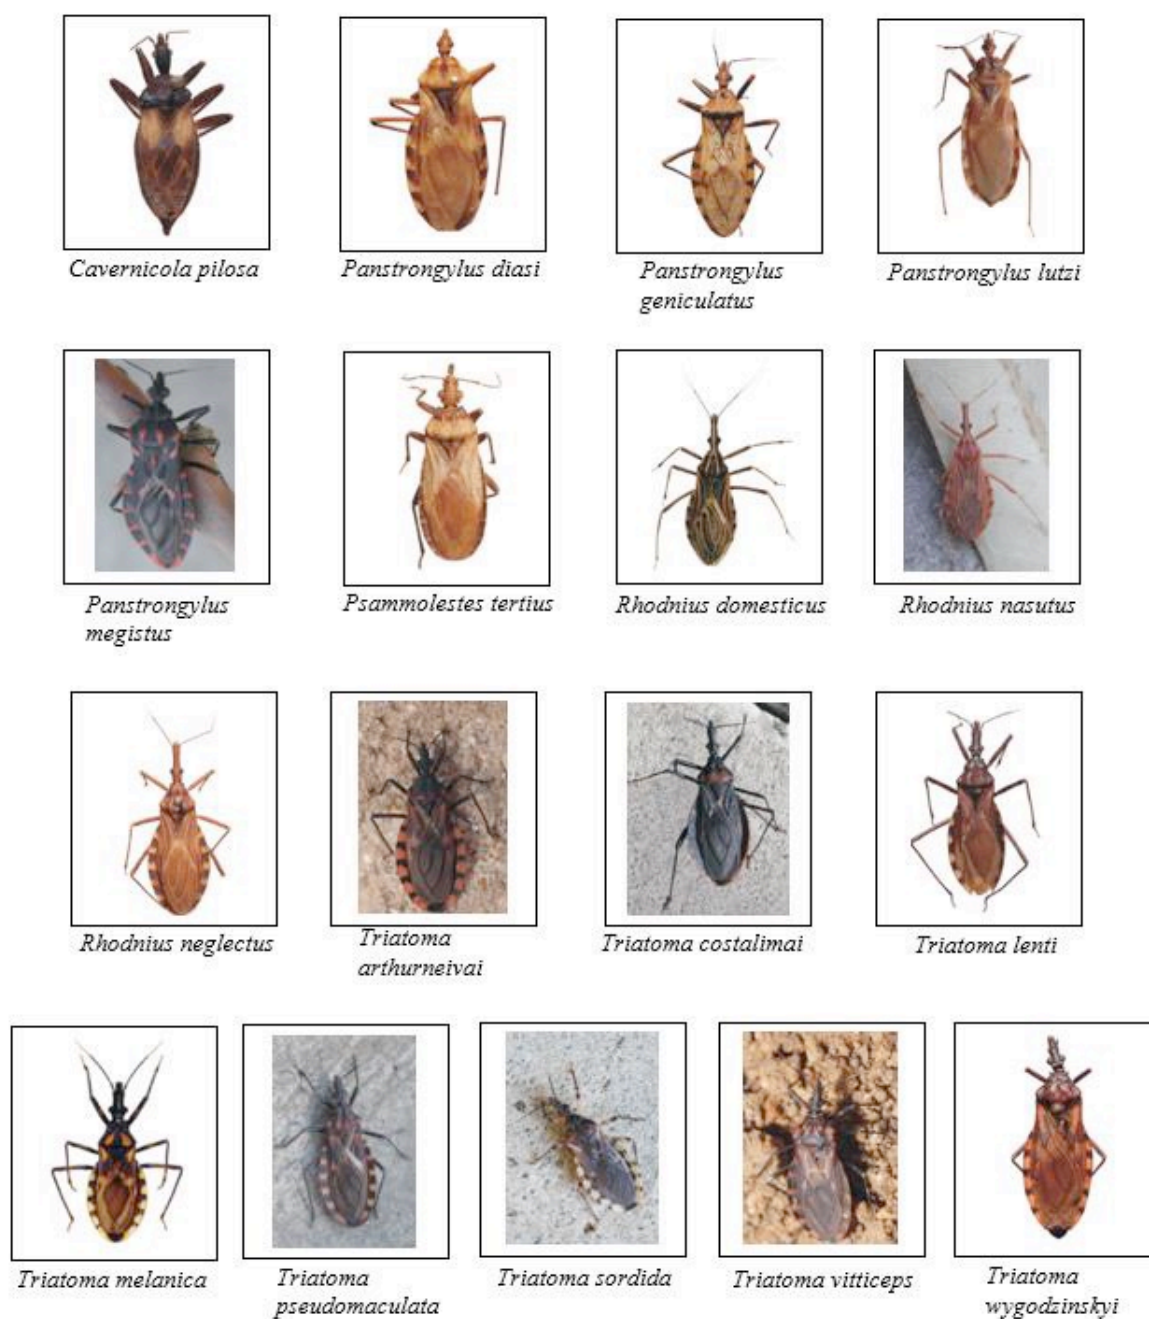 Cavernicola pilosa
Panstrongylus diasi
Panstrongylus
geniculatus
Panstrongylus lutzi
Panstrongylus
megistus
Psammolestes tertius
Rhodnius domesticus
Rhodnius nasutus
Rhodnius neglectus
Triatoma
arthurneivai
Triatoma costalimai
Triatoma lenti
Triatoma melanica
Triatoma
pseudomaculata
Triatoma sordida
Triatoma vitticeps
Triatoma
wygodzinskyi